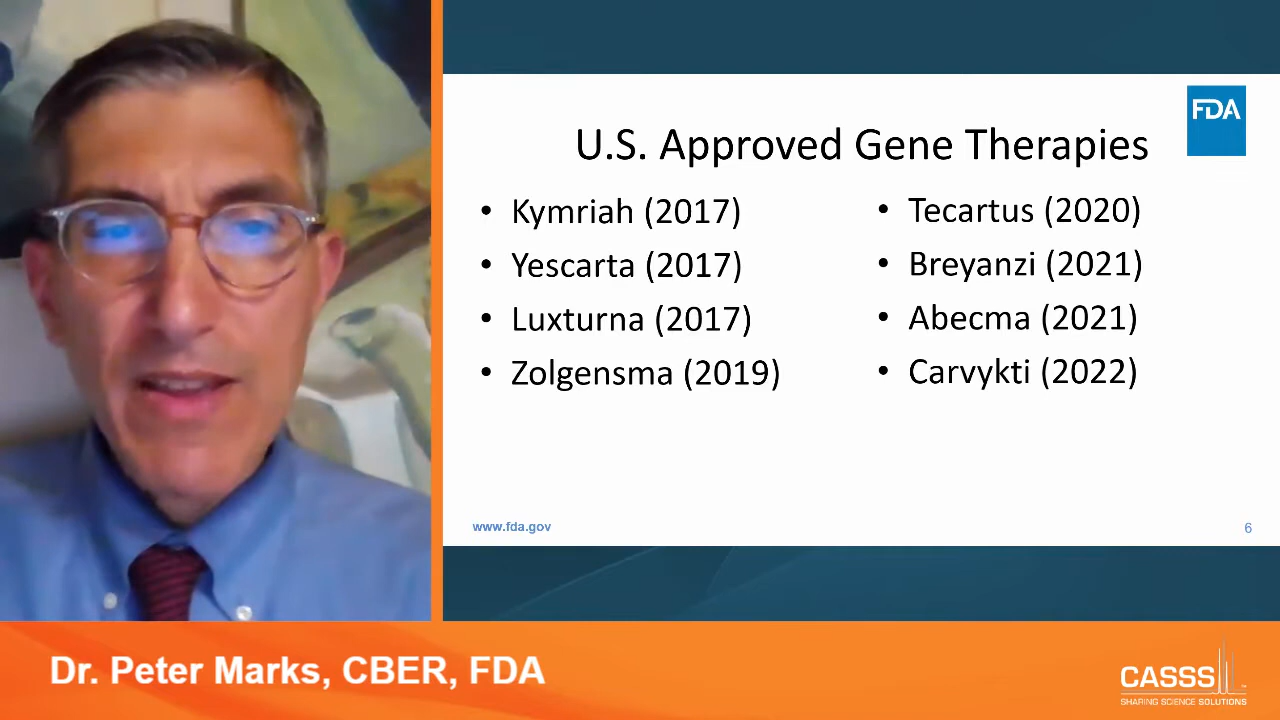 FDA
U.S. Approved Gene Therapies
• Kymriah (2017)
• Yescarta (2017)
• Luxturna (2017)
• Zolgensma (2019)
• Tecartus (2020)
• Breyanzi (2021)
• Abecma (2021)
• Carvykti (2022)
www.fda.gov
6
Dr. Peter Marks, CBER, FDA
CASSS
SHARING SCIENCE SOLUTIONS